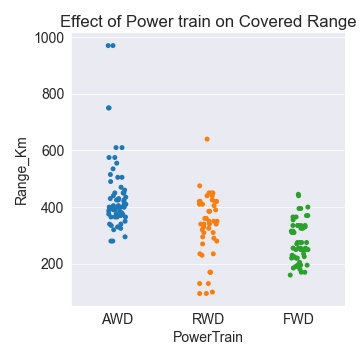 Effect of Power train on Covered Range
1000
800
600
400
200
Range_Km
AWD RWD FWD
PowerTrain